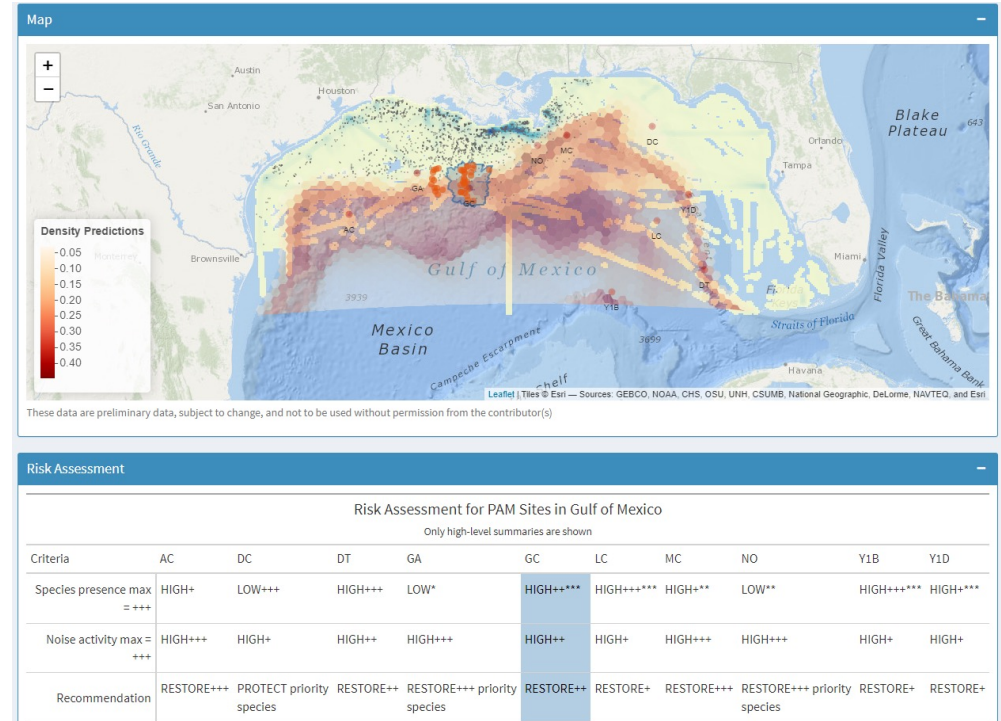 Map
−
+
−
Austin
Houston
San Antonio
Rio Grande
Blake
Plateau
643
Orlando
Tampa
DC
MC
NO
GA
GC
Y1D
AC
LC
Density Predictions
0.05
0.10
0.15
0.20
0.25
0.30
0.35
0.40
Monterrey
Brownsville
Miami
Florida Valley
Gulf of Mexico
DT
3939
Y1B
The Bahama
Mexico
Basin
Straits of Florida
3699
Campeche Escarpment
Great Bahama Bank
Havana
shelf
Leaflet | Tiles © Esri — Sources: GEBCO, NOAA, CHS, OSU, UNH, CSUMB, National Geographic, DeLorme, NAVTEQ, and Esri
These data are preliminary data, subject to change, and not to be used without permission from the contributor(s)
Risk Assessment
−
Risk Assessment for PAM Sites in Gulf of Mexico
Only high-level summaries are shown
Criteria AC DC DT GA GC LC MC NO Y1B Y1D
Species presence max HIGH+ LOW+++ HIGH+++ LOW* HIGH++*** HIGH+++*** HIGH+** LOW** HIGH+++*** HIGH+***
= +++
Noise activity max = HIGH+++ HIGH+ HIGH++ HIGH+++ HIGH++ HIGH+ HIGH+++ HIGH+++ HIGH+ HIGH+
+++
Recommendation RESTORE+++ PROTECT priority RESTORE++ RESTORE+++ priority RESTORE++ RESTORE+ RESTORE+++ RESTORE+++ priority RESTORE+ RESTORE+
species species species